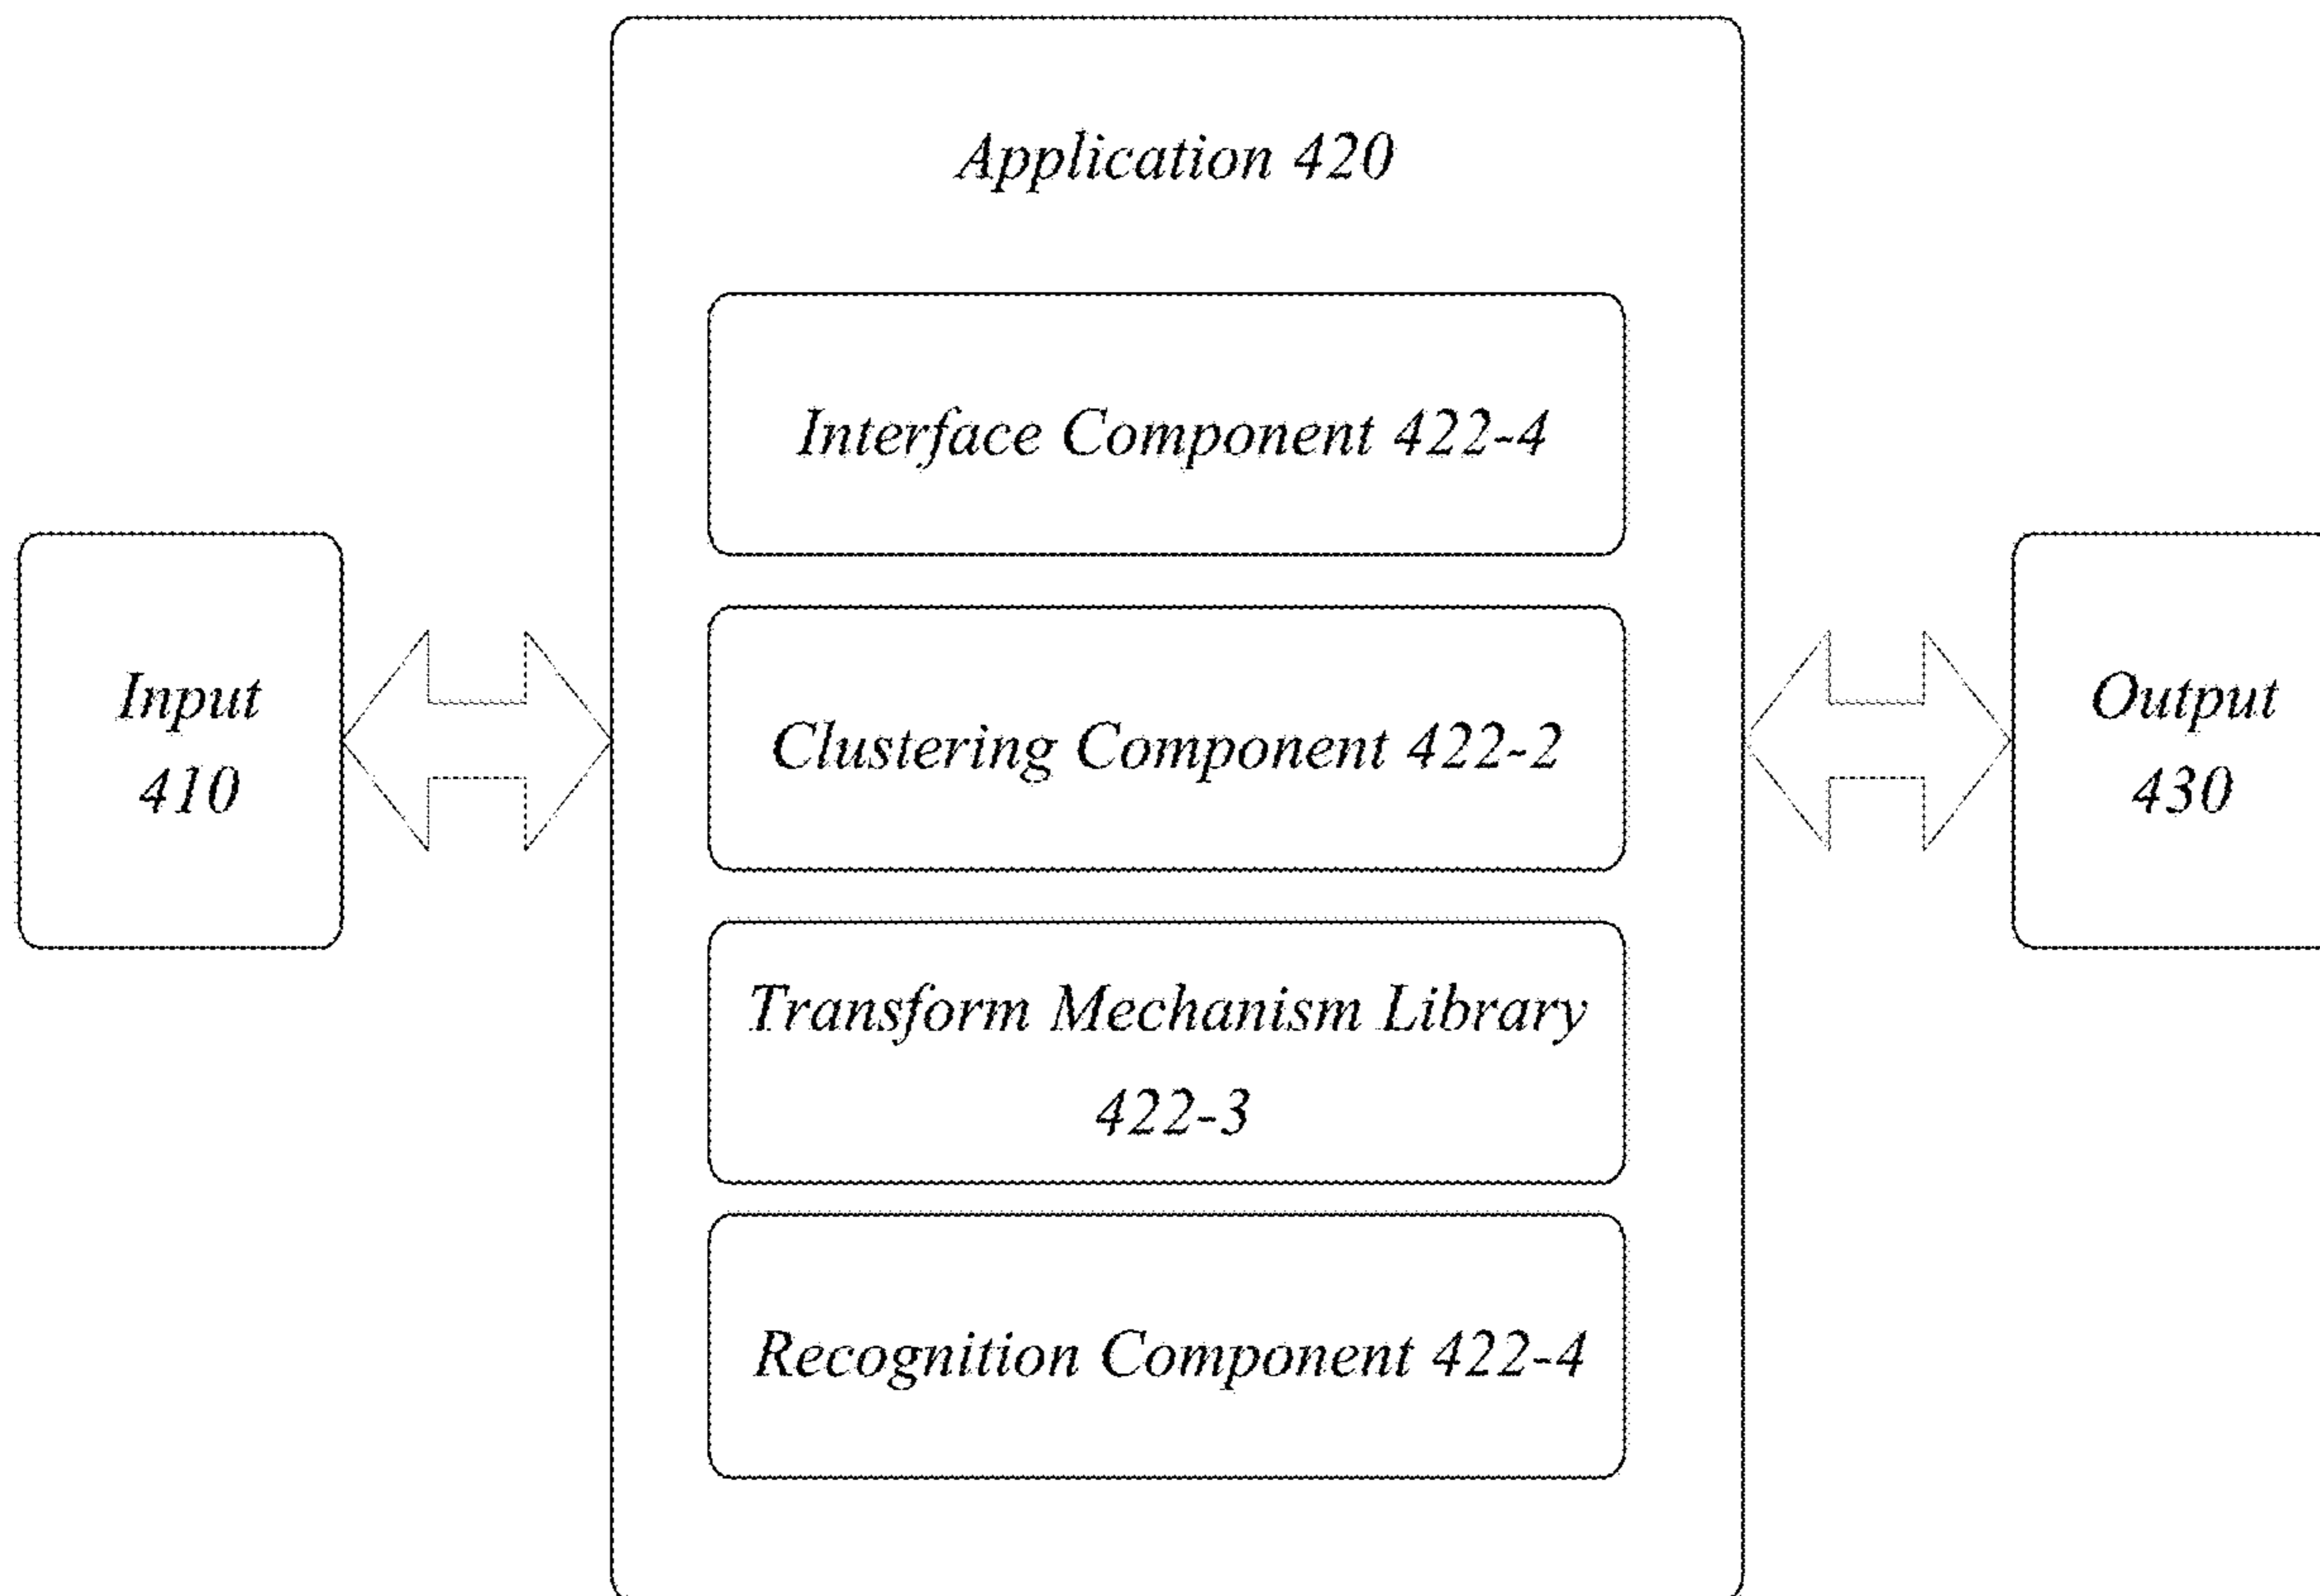 Application 420
Interface Component 422-4
Input
410
Clustering Component 422-2
Output
430
Transform Mechanism Library
422-3
Recognition Component 422-4